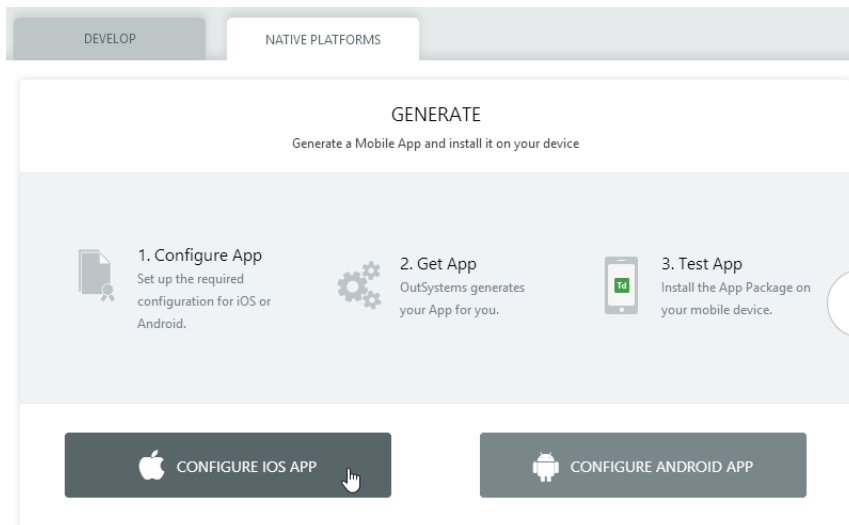 DEVELOP
NATIVE PLATFORMS
GENERATE
Generate a Mobile App and install it on your device
1. Configure App
Set up the required
configuration for iOS or
Android.
2. Get App
OutSystems generates
your App for you.
3. Test App
Install the App Package on
your mobile device.
Td
CONFIGURE IOS APP
CONFIGURE ANDROID APP